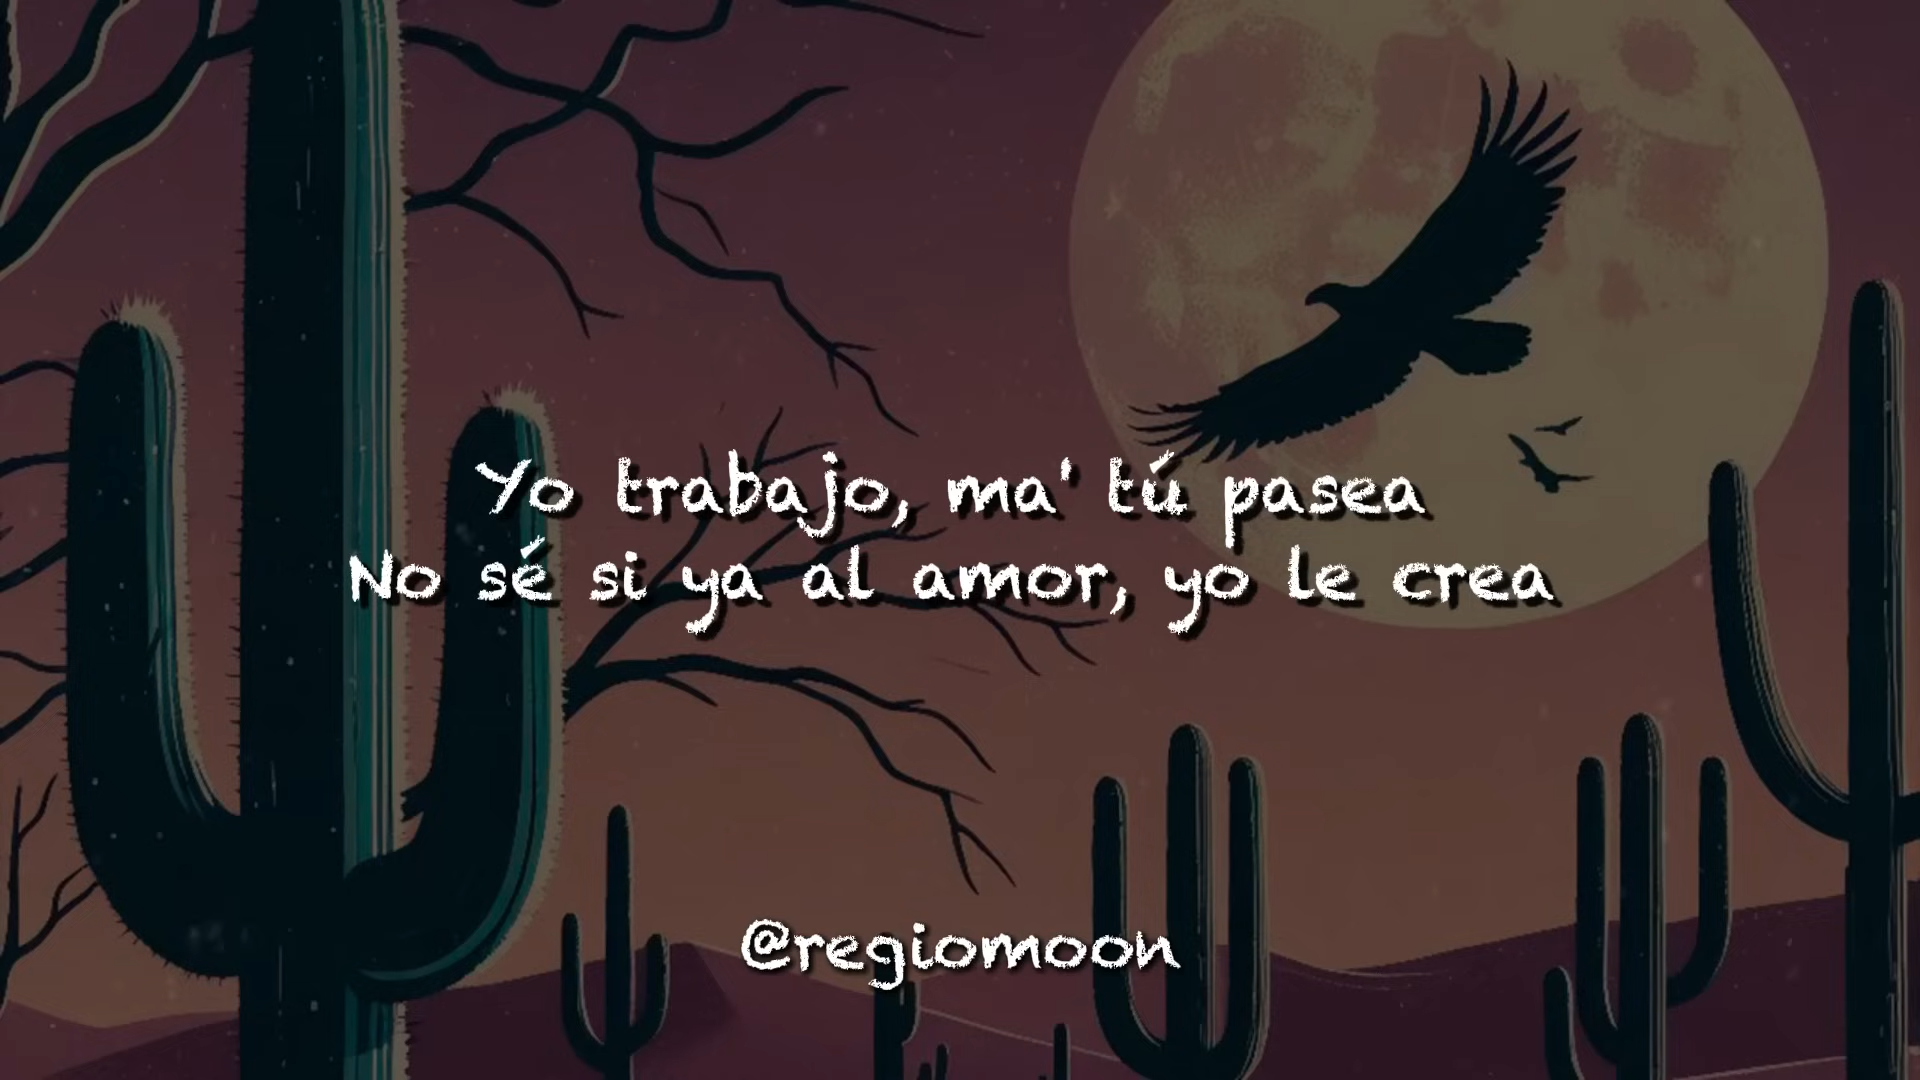 Yo trabajo, ma' tú pasea
No sé si ya al amor, yo le crea
@regiomoon